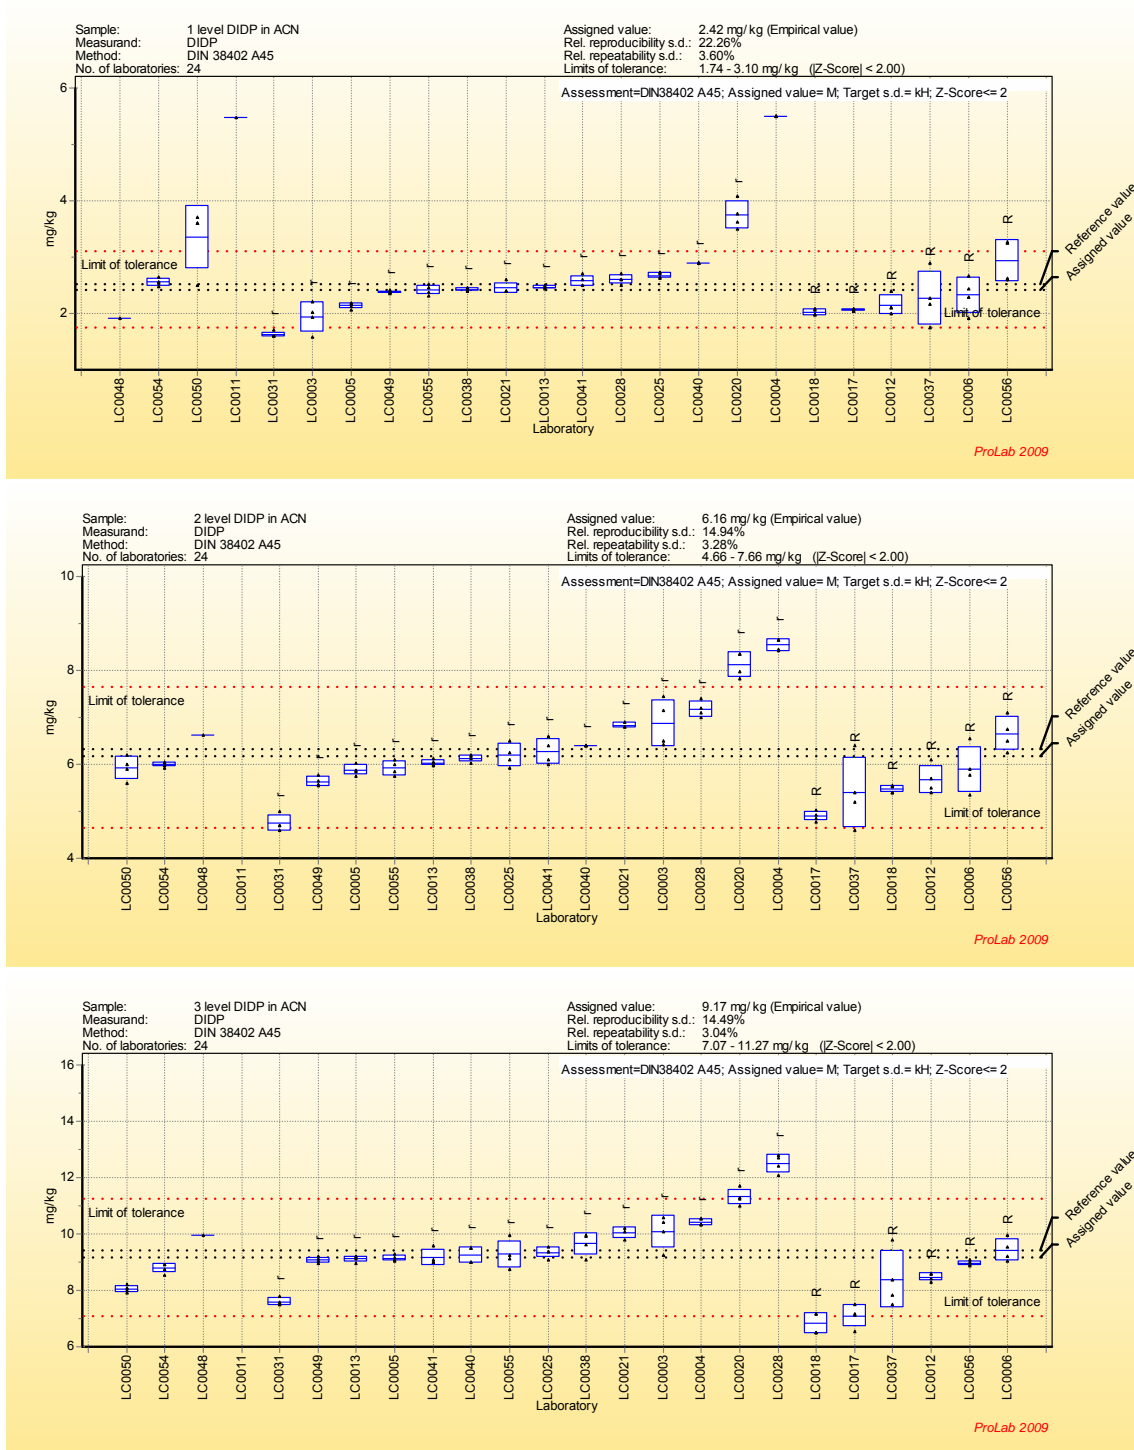 Sample: 1 level DIDP in ACN Assigned value: 2.42 mg/kg (Empirical value)
Measurand: DIDP Rel. reproducibility s.d.: 22.26%
Method: DIN 38402 A45 Rel. repeatability s.d.: 3.60%
No. of laboratories: 24 Limits of tolerance: 1.74 - 3.10 mg/kg (|Z-Score| < 2.00)
Assessment=DIN38402 A45; Assigned value= M; Target s.d.= kH; Z-Score<= 2
6
4
2
mg/kg
Limit of tolerance
Limit of tolerance
r r r r r r r r r r r r r
R R R R R R
Reference value
Assigned value
LC0048 LC0054 LC0050 LC0011 LC0031 LC0003 LC0005 LC0049 LC0055 LC0038 LC0021 LC0013 LC0041 LC0028 LC0025 LC0040 LC0020 LC0004 LC0018 LC0017 LC0012 LC0037 LC0006 LC0056
Laboratory
ProLab 2009
Sample: 2 level DIDP in ACN Assigned value: 6.16 mg/kg (Empirical value)
Measurand: DIDP Rel. reproducibility s.d.: 14.94%
Method: DIN 38402 A45 Rel. repeatability s.d.: 3.28%
No. of laboratories: 24 Limits of tolerance: 4.66 - 7.66 mg/kg (|Z-Score| < 2.00)
Assessment=DIN38402 A45; Assigned value= M; Target s.d.= kH; Z-Score<= 2
10
8
6
4
mg/kg
Limit of tolerance
Limit of tolerance
r r r r r r r r r r r r r r
R R R R R R
Reference value
Assigned value
LC0050 LC0054 LC0048 LC0011 LC0031 LC0049 LC0005 LC0055 LC0013 LC0038 LC0025 LC0041 LC0040 LC0021 LC0003 LC0028 LC0020 LC0004 LC0017 LC0037 LC0018 LC0012 LC0006 LC0056
Laboratory
ProLab 2009
Sample: 3 level DIDP in ACN Assigned value: 9.17 mg/kg (Empirical value)
Measurand: DIDP Rel. reproducibility s.d.: 14.49%
Method: DIN 38402 A45 Rel. repeatability s.d.: 3.04%
No. of laboratories: 24 Limits of tolerance: 7.07 - 11.27 mg/kg (|Z-Score| < 2.00)
Assessment=DIN38402 A45; Assigned value= M; Target s.d.= kH; Z-Score<= 2
16
14
12
10
8
6
mg/kg
Limit of tolerance
Limit of tolerance
r r r r r r r r r r r r r r
R R R R R R
Reference value
Assigned value
LC0050 LC0054 LC0048 LC0011 LC0031 LC0049 LC0013 LC0005 LC0041 LC0040 LC0055 LC0025 LC0038 LC0021 LC0003 LC0004 LC0020 LC0028 LC0018 LC0017 LC0037 LC0012 LC0056 LC0006
Laboratory
ProLab 2009